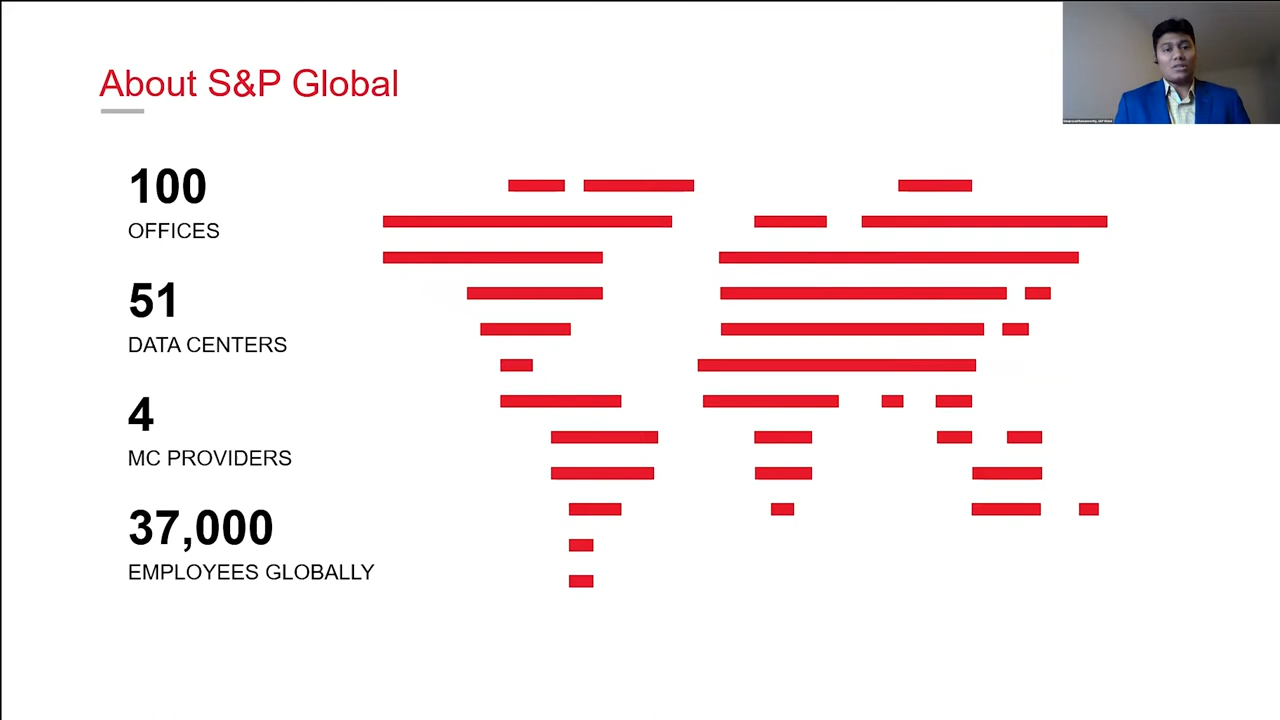 About S&P Global
100
OFFICES
51
DATA CENTERS
4
MC PROVIDERS
37,000
EMPLOYEES GLOBALLY